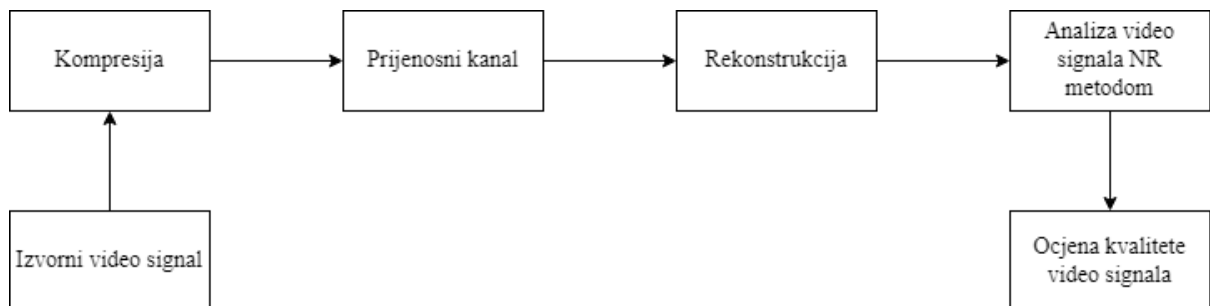 Kompresija
Prijenosni kanal
Rekonstrukcija
Analiza video
signala NR
metodom
Izvorni video signal
Ocjena kvalitete
video signala